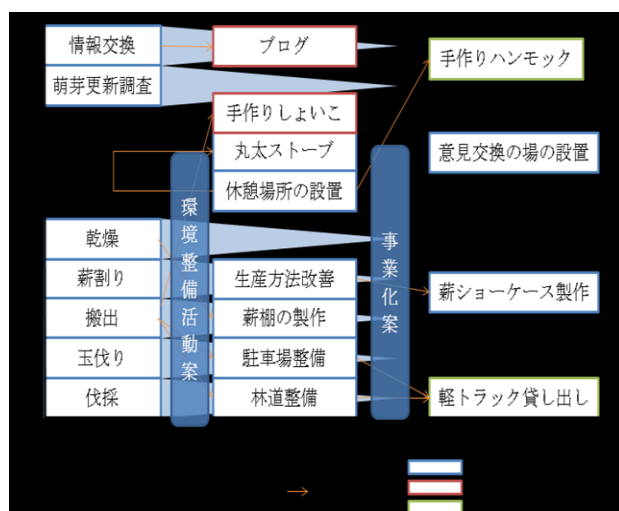 情報交換
萌芽更新調査
乾燥
薪割り
搬出
玉伐り
伐採
環境整備活動案
ブログ
手作りしょいこ
丸太ストーブ
休憩場所の設置
生産方法改善
薪棚の製作
駐車場整備
林道整備
事業化案
手作りハンモック
意見交換の場の設置
薪ショーケース製作
軽トラック貸し出し